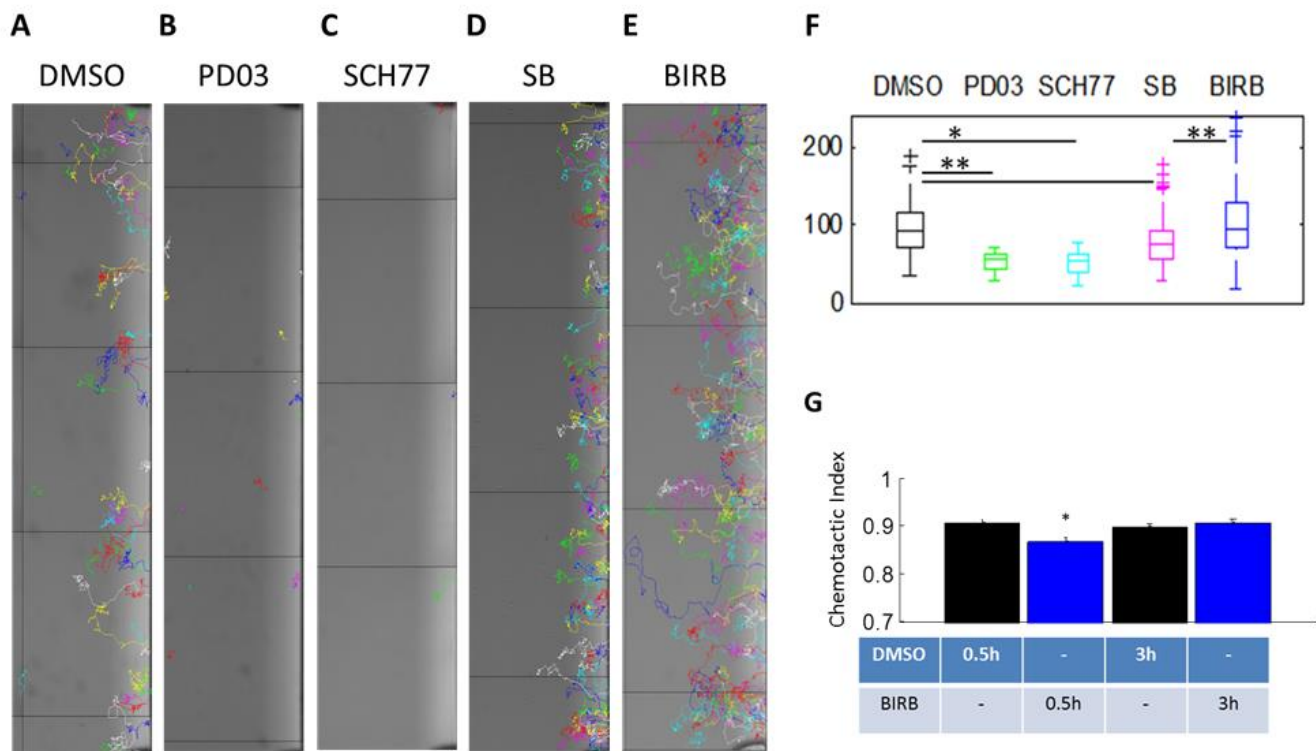 A B C D E F
DMSO PD03 SCH77 SB BIRB
DMSO PD03 SCH77 SB BIRB
200
100
0
*
**
**
G
Chemotactic Index
1
0.9
0.8
0.7
*
DMSO 0.5h - 3h -
BIRB - 0.5h - 3h